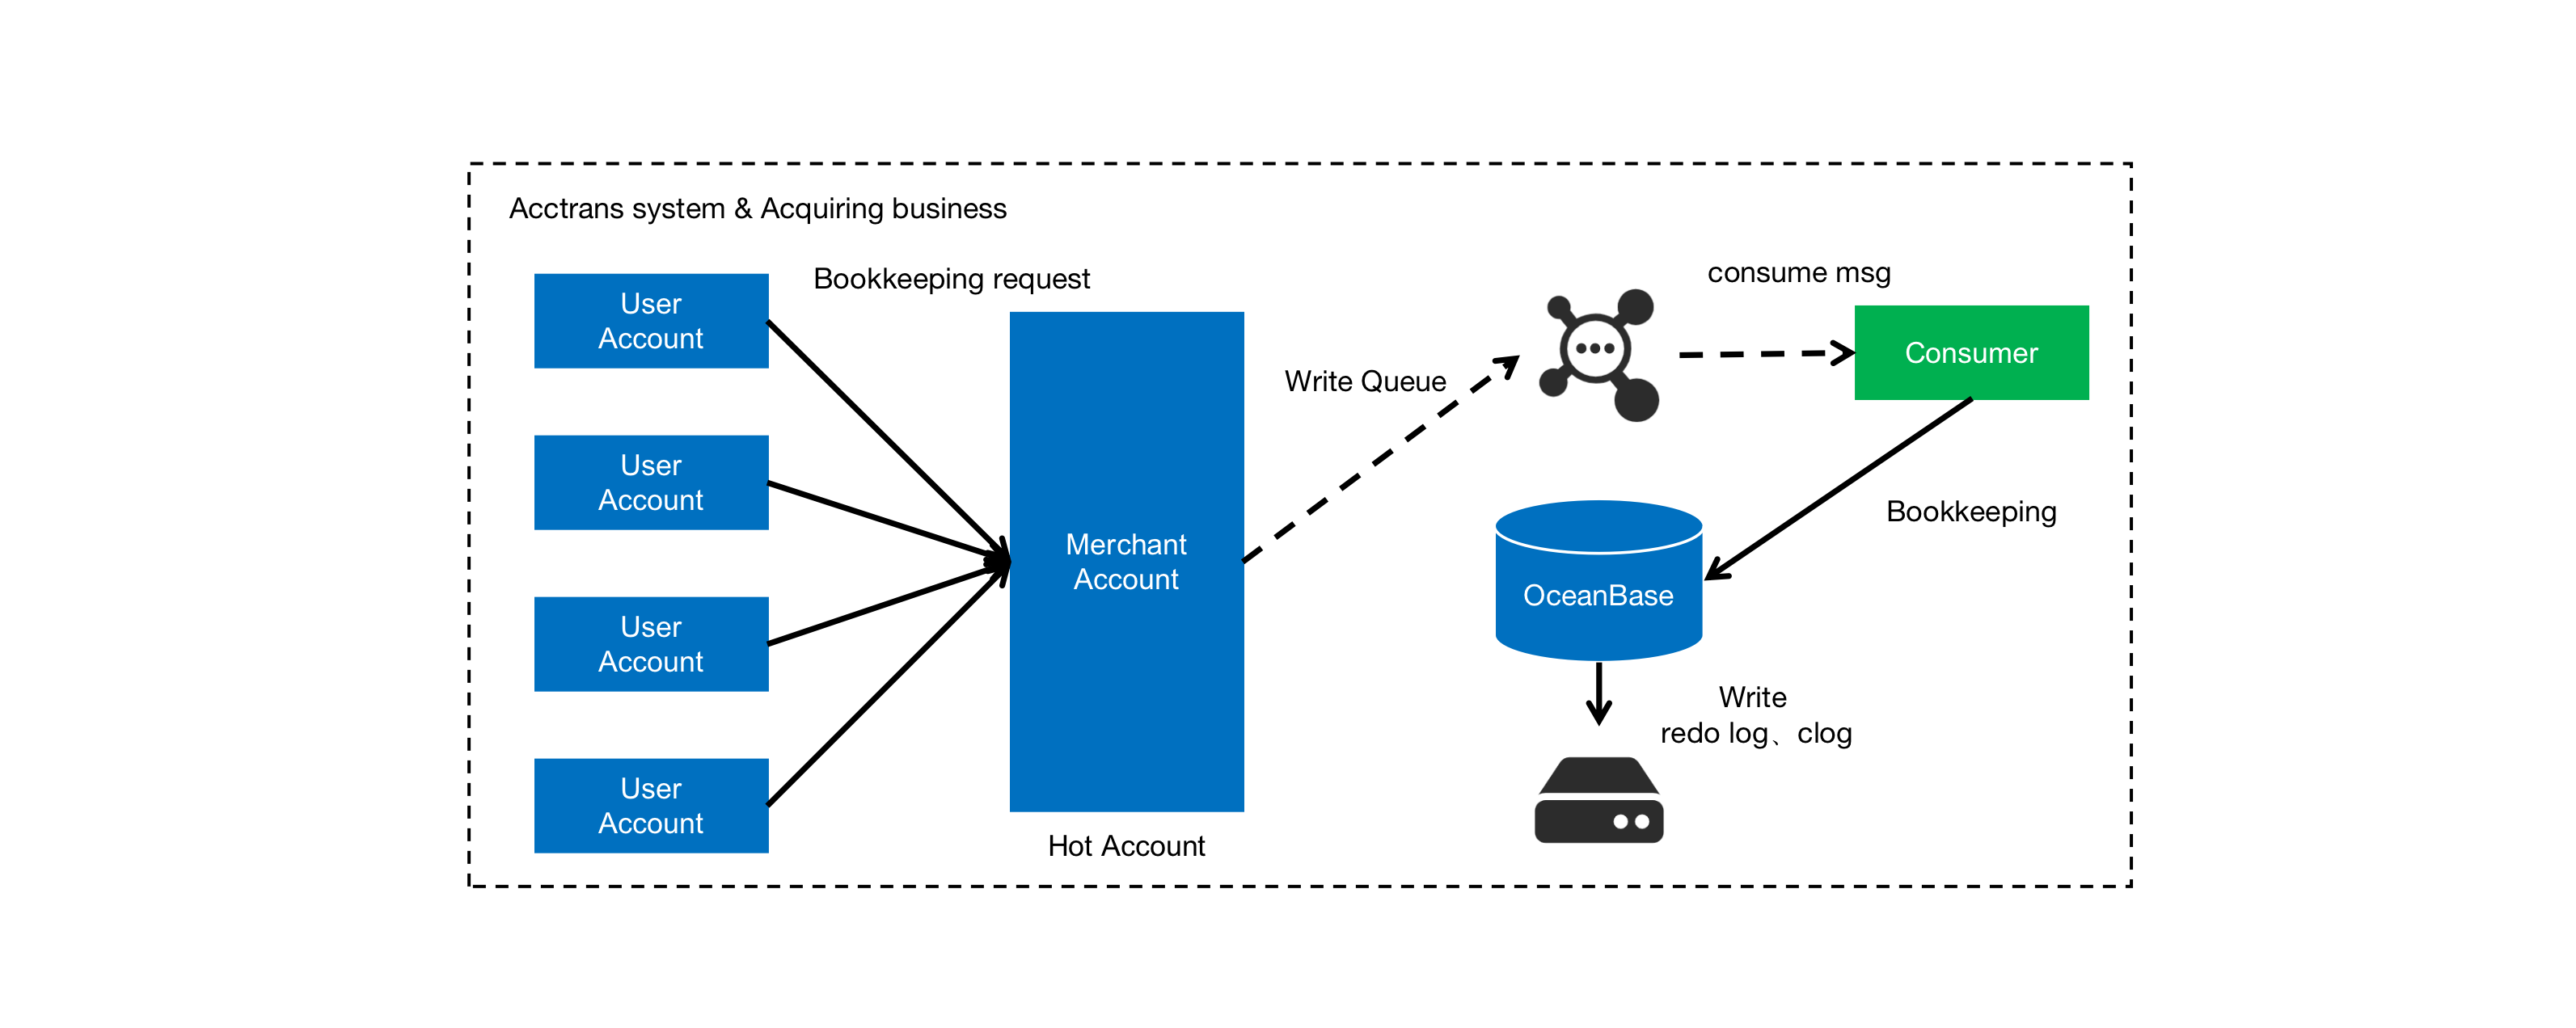 Acctrans system & Acquiring business
Bookkeeping request
User
Account
User
Account
User
Account
User
Account
Merchant
Account
Hot Account
Write Queue
consume msg
Consumer
Bookkeeping
OceanBase
Write
redo log、clog